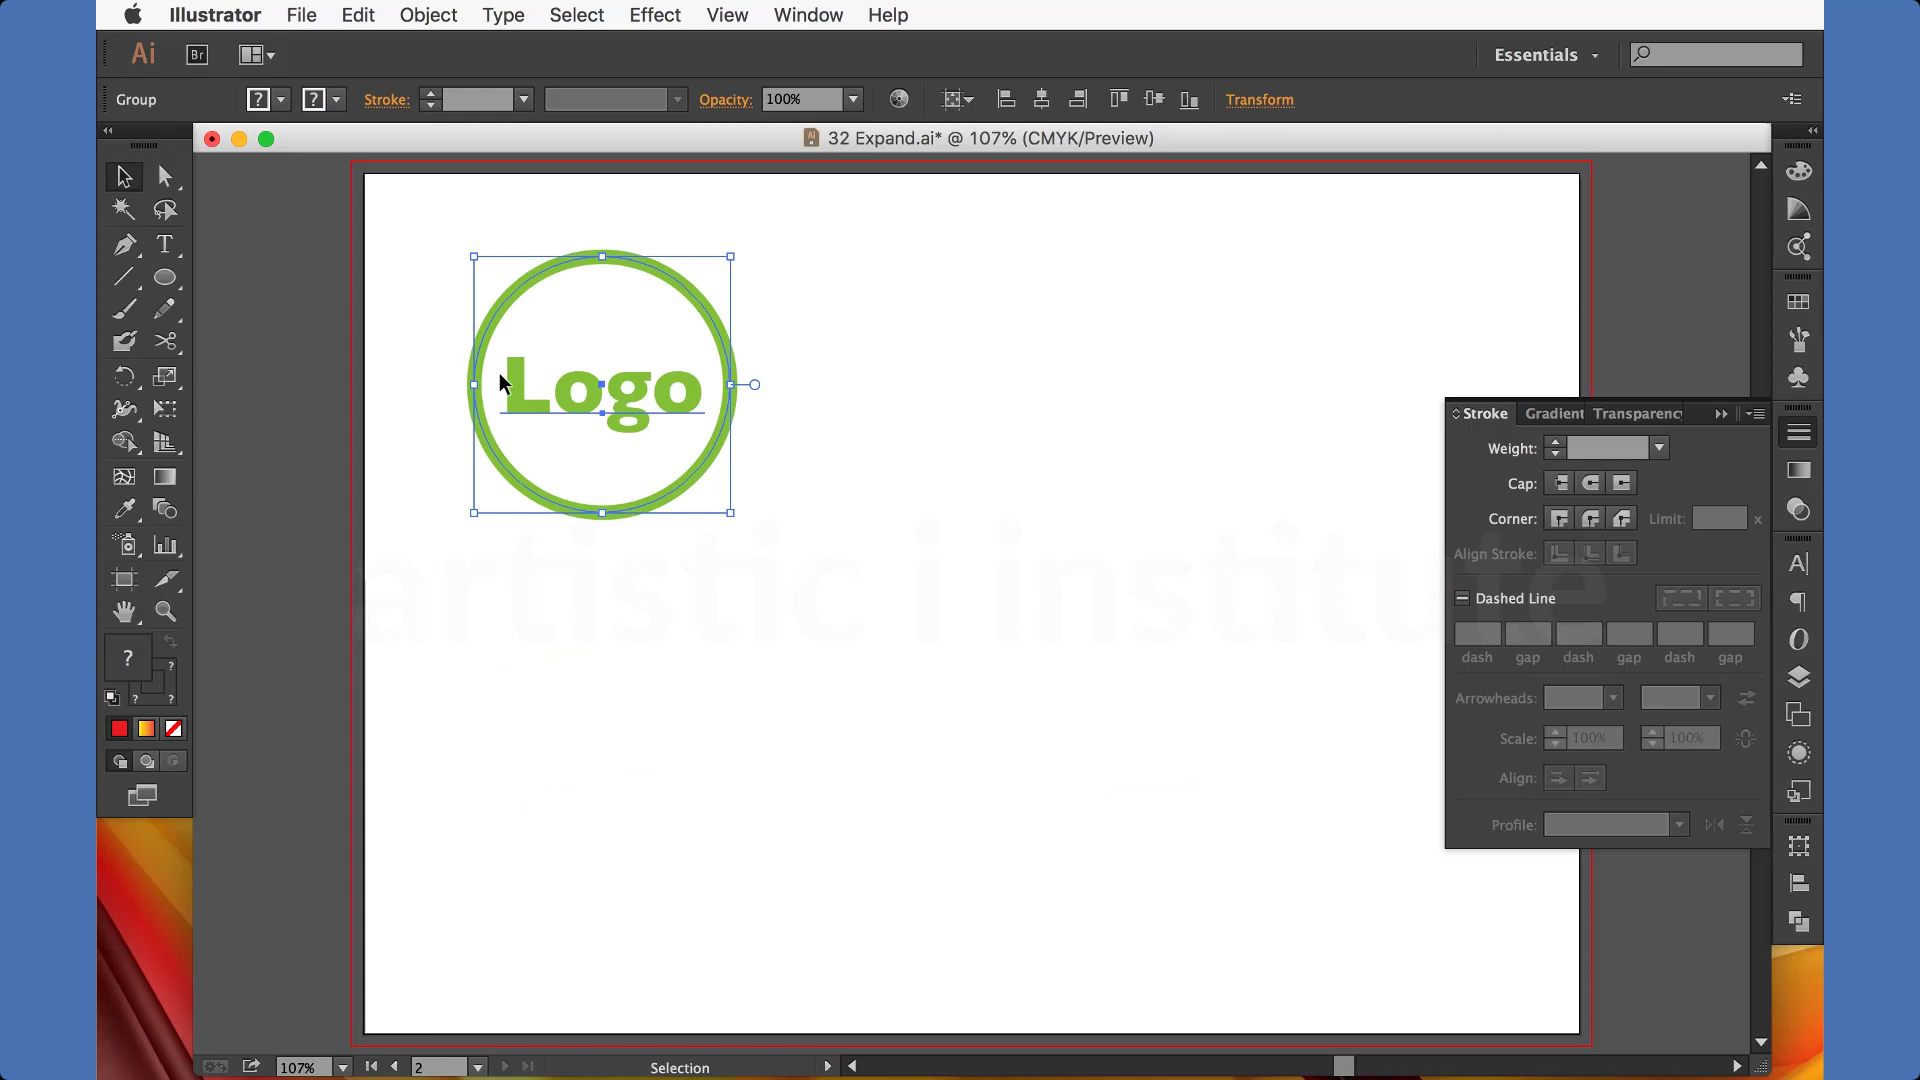 Illustrator File Edit Object Type Select Effect View Window Help
Ai Br Essentials
Group ? ? Stroke: Opacity: 100% Transform
32 Expand.ai* @ 107% (CMYK/Preview)
Logo
Stroke Gradient Transparenc
Weight:
Cap:
Corner: Limit: x
Align Stroke:
Dashed Line
dash gap dash gap dash gap
Arrowheads:
Scale: 100% 100%
Align:
Profile:
artistic i institute
?
?
? ?
107% 2 Selection